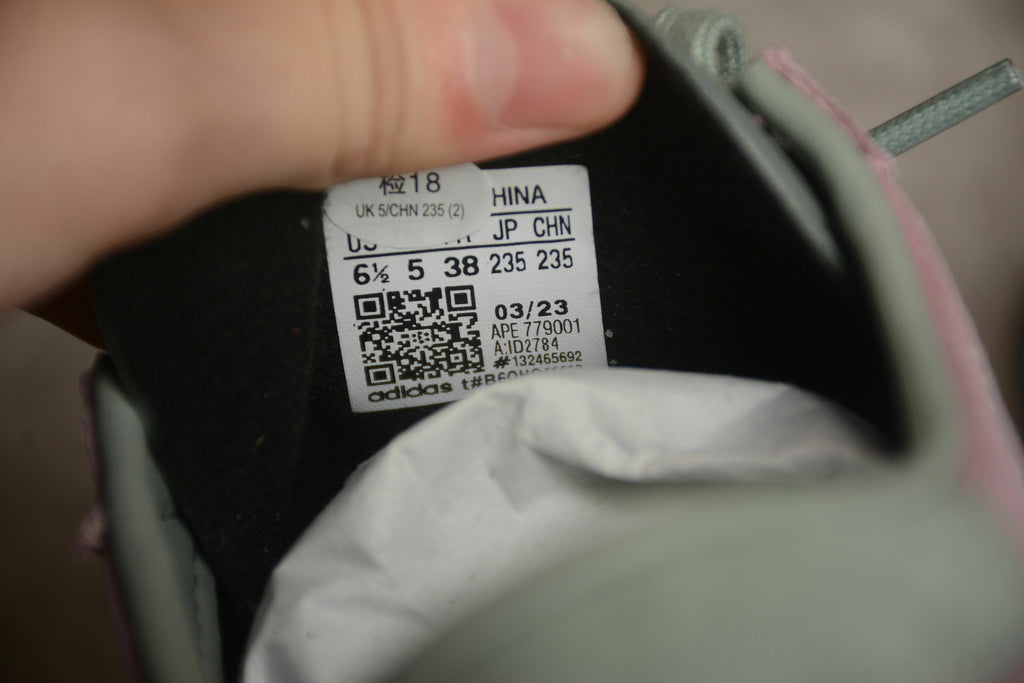 检18
UK 5/CHN 235 (2)
HINA
JP CHN
6½ 5 38 235 235
03/23
APE 779001
A:ID2784
#132465692
adidas